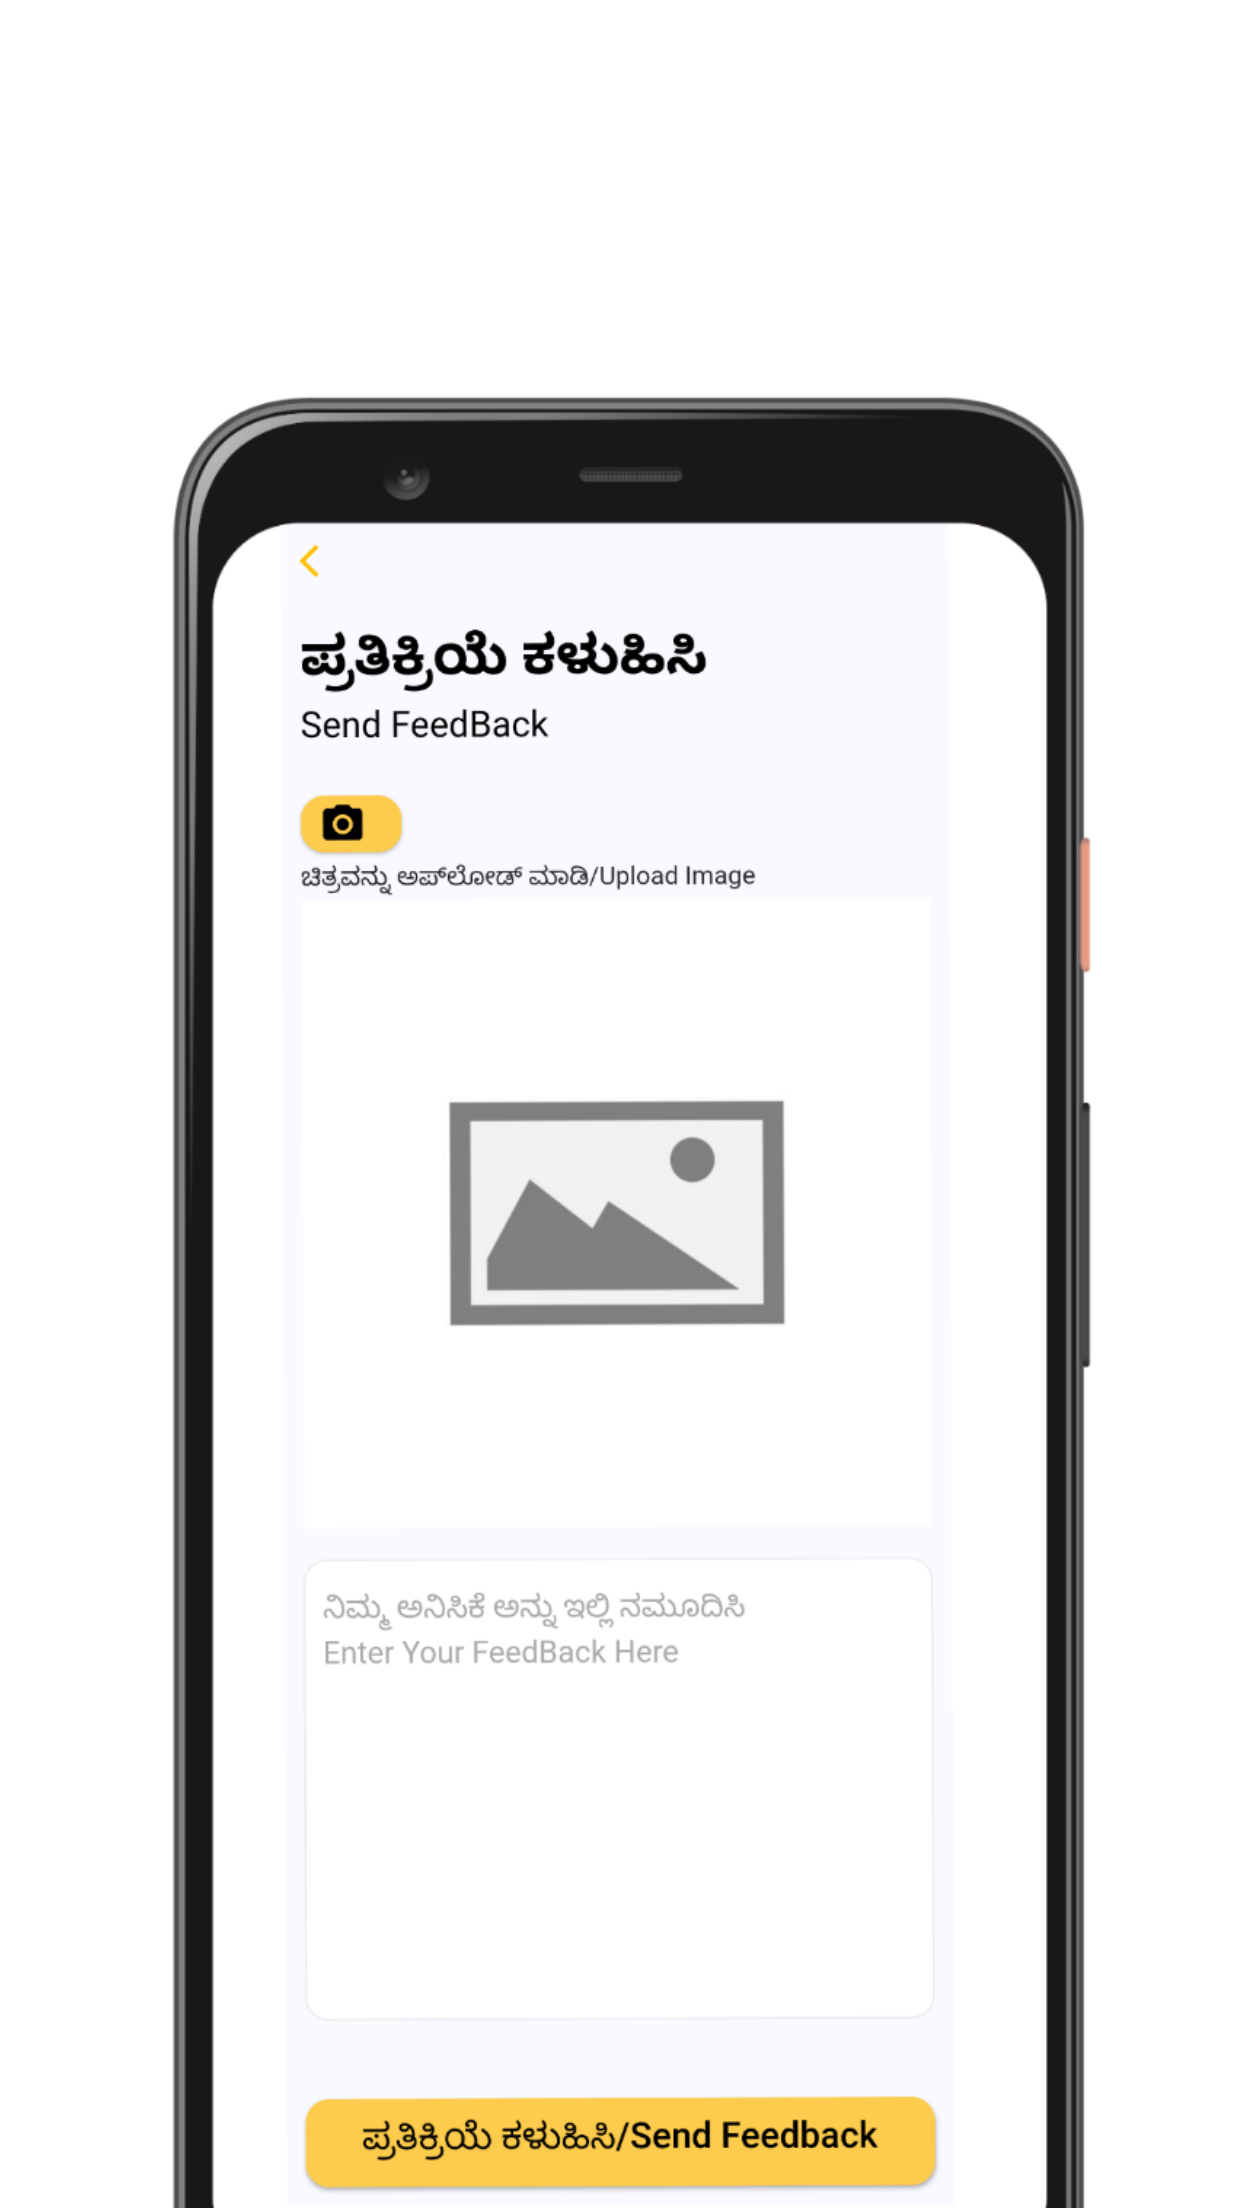 ಪ್ರತಿಕ್ರಿಯೆ ಕಳುಹಿಸಿ
Send FeedBack
ಚಿತ್ರವನ್ನು ಅಪ್‌ಲೋಡ್ ಮಾಡಿ/Upload Image
ನಿಮ್ಮ ಅನಿಸಿಕೆ ಅನ್ನು ಇಲ್ಲಿ ನಮೂದಿಸಿ
Enter Your FeedBack Here
ಪ್ರತಿಕ್ರಿಯೆ ಕಳುಹಿಸಿ/Send Feedback